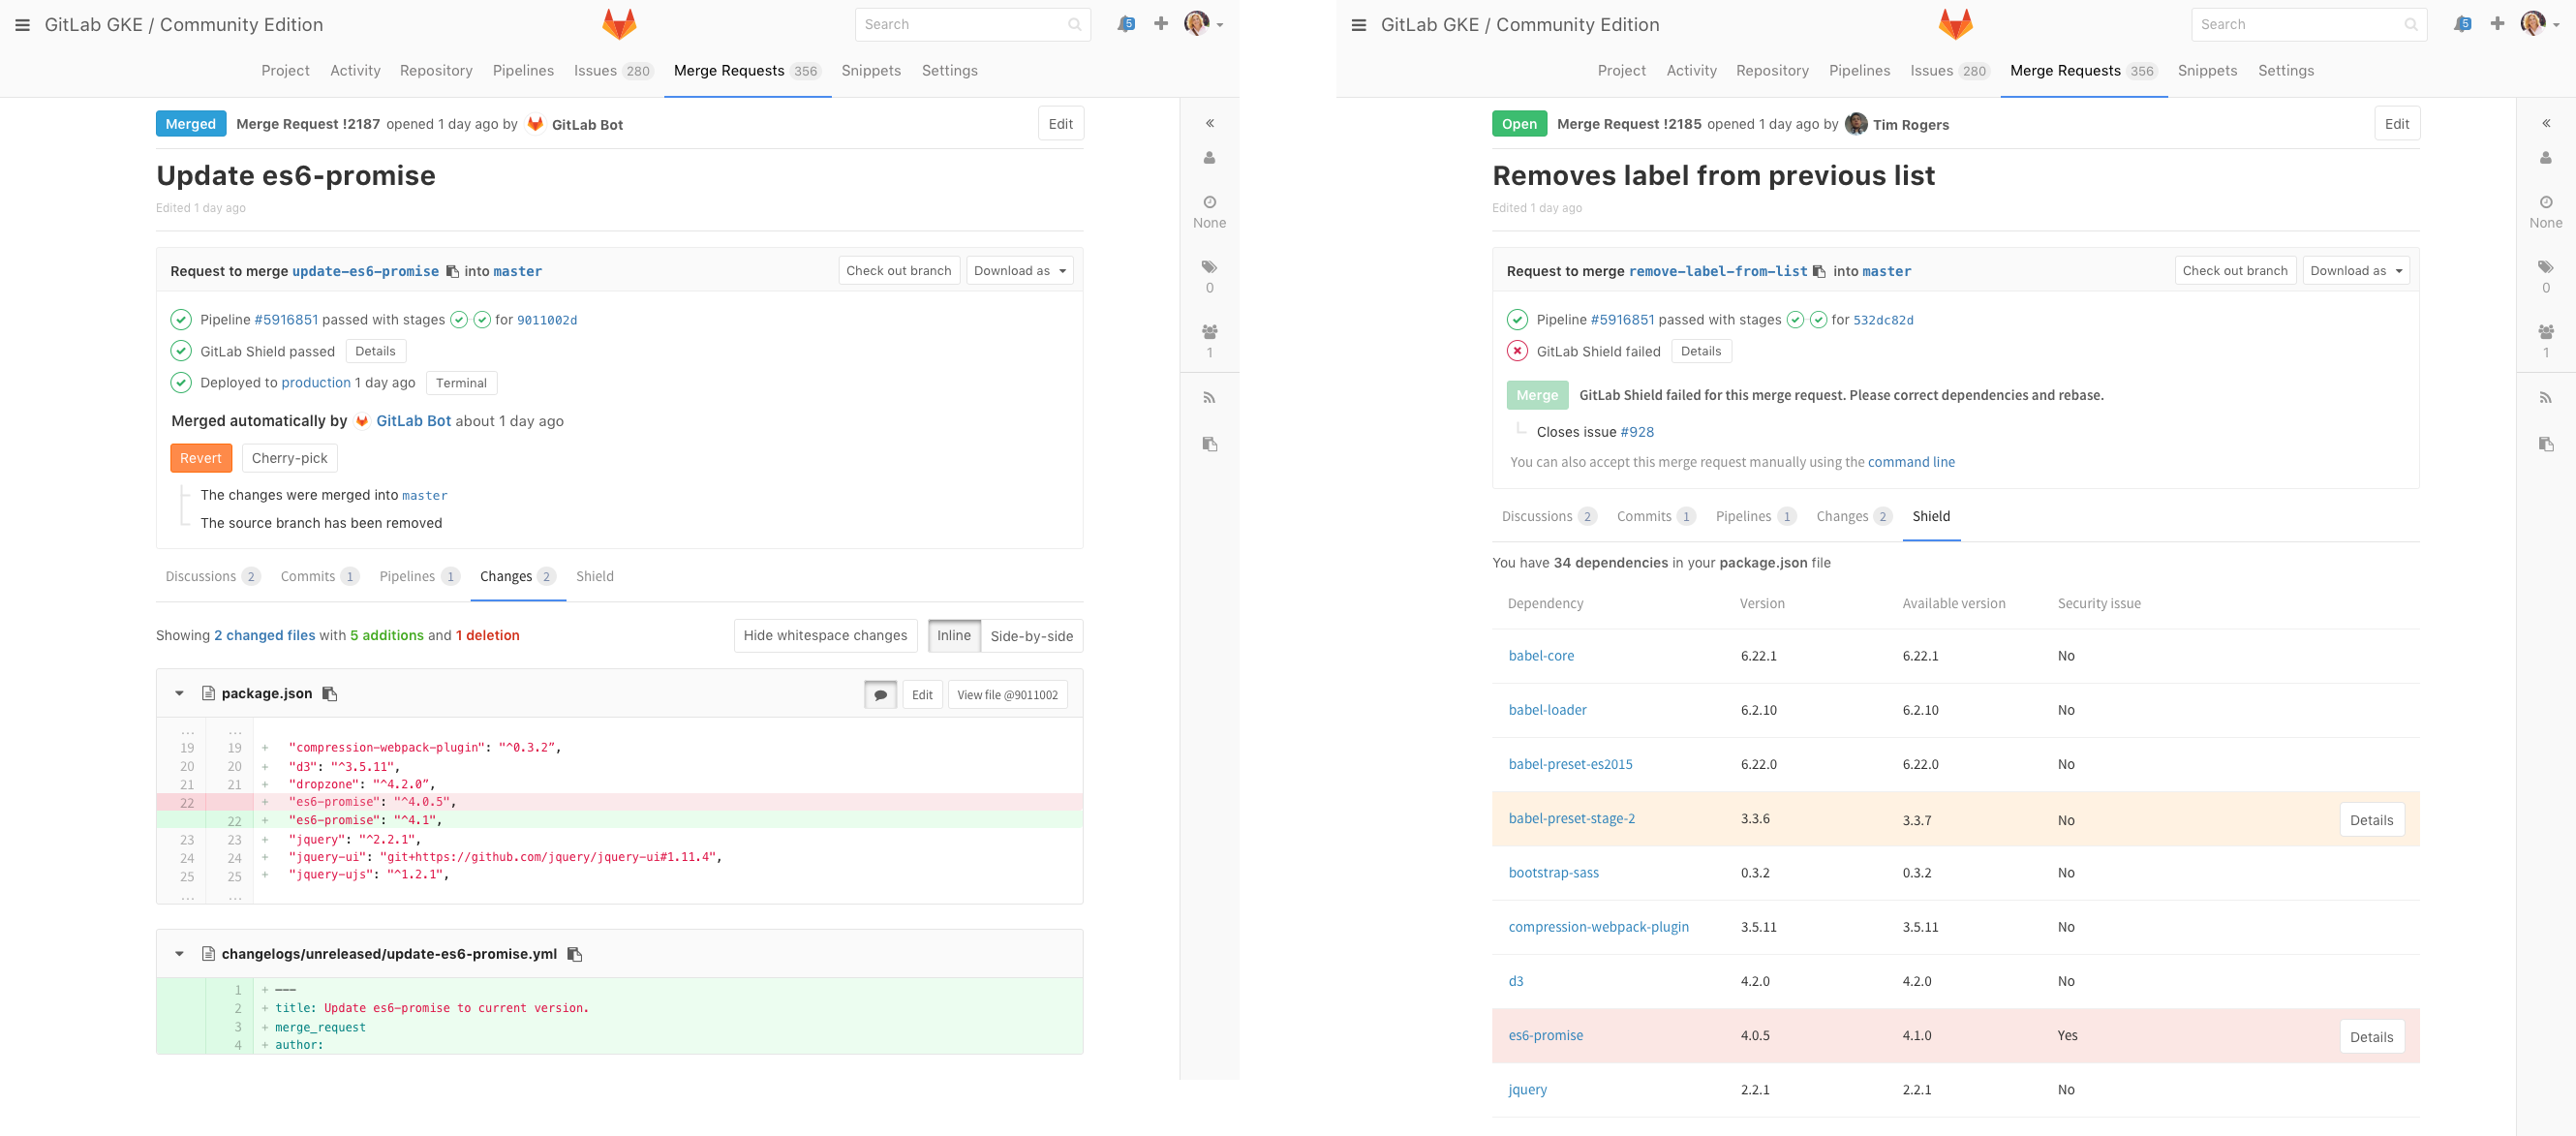 GitLab GKE / Community Edition
Search
5
Project Activity Repository Pipelines Issues 280 Merge Requests 356 Snippets Settings
Merged Merge Request !2187 opened 1 day ago by GitLab Bot Edit
Update es6-promise
Edited 1 day ago
None
0
1
Request to merge update-es6-promise into master Check out branch Download as
Pipeline #5916851 passed with stages for 9011002d
GitLab Shield passed Details
Deployed to production 1 day ago Terminal
Merged automatically by GitLab Bot about 1 day ago
Revert Cherry-pick
The changes were merged into master
The source branch has been removed
Discussions 2 Commits 1 Pipelines 1 Changes 2 Shield
Showing 2 changed files with 5 additions and 1 deletion Hide whitespace changes Inline Side-by-side
package.json Edit View file @9011002
... ...
19 19 + "compression-webpack-plugin": "^0.3.2”,
20 20 + "d3": "^3.5.11",
21 21 + "dropzone": "^4.2.0”,
22 + "es6-promise": "^4.0.5",
22 + "es6-promise": "^4.1",
23 23 + "jquery": "^2.2.1",
24 24 + "jquery-ui": "git+https://github.com/jquery/jquery-ui#1.11.4",
25 25 + "jquery-ujs": "^1.2.1",
... ...
changelogs/unreleased/update-es6-promise.yml
1 + ———
2 + title: Update es6-promise to current version.
3 + merge_request
4 + author:
GitLab GKE / Community Edition
Search
5
Project Activity Repository Pipelines Issues 280 Merge Requests 356 Snippets Settings
Open Merge Request !2185 opened 1 day ago by Tim Rogers Edit
Removes label from previous list
Edited 1 day ago
None
0
1
Request to merge remove-label-from-list into master Check out branch Download as
Pipeline #5916851 passed with stages for 532dc82d
GitLab Shield failed Details
Merge GitLab Shield failed for this merge request. Please correct dependencies and rebase.
Closes issue #928
You can also accept this merge request manually using the command line
Discussions 2 Commits 1 Pipelines 1 Changes 2 Shield
You have 34 dependencies in your package.json file
Dependency Version Available version Security issue
babel-core 6.22.1 6.22.1 No
babel-loader 6.2.10 6.2.10 No
babel-preset-es2015 6.22.0 6.22.0 No
babel-preset-stage-2 3.3.6 3.3.7 No Details
bootstrap-sass 0.3.2 0.3.2 No
compression-webpack-plugin 3.5.11 3.5.11 No
d3 4.2.0 4.2.0 No
es6-promise 4.0.5 4.1.0 Yes Details
jquery 2.2.1 2.2.1 No